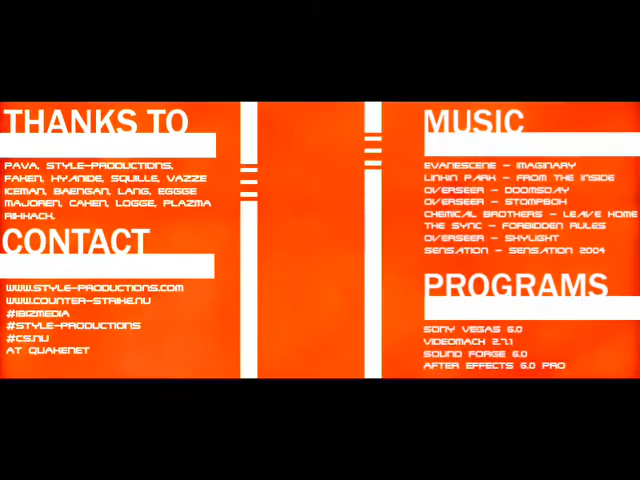 THANKS TO
PAVA, STYLE-PRODUCTIONS,
FAKEN, HYANIDE, SQUILLE, VAZZE
ICEMAN, BAENGAN, LANG, EGGGE
MAJOREN, CAKEN, LOGGE, PLAZMA
RIKHACK.
CONTACT
WWW.STYLE-PRODUCTIONS.COM
WWW.COUNTER-STRIKE.NU
#IBIZMEDIA
#STYLE-PRODUCTIONS
#CS.NU
AT QUAKENET
MUSIC
EVANESCENE - IMAGINARY
LINKIN PARK - FROM THE INSIDE
OVERSEER - DOOMSDAY
OVERSEER - STOMPBOX
CHEMICAL BROTHERS - LEAVE HOME
THE SYNC - FORBIDDEN RULES
OVERSEER - SKYLIGHT
SENSATION - SENSATION 2004
PROGRAMS
SONY VEGAS 6.0
VIDEOMACH 2.7.1
SOUND FORGE 6.0
AFTER EFFECTS 6.0 PRO